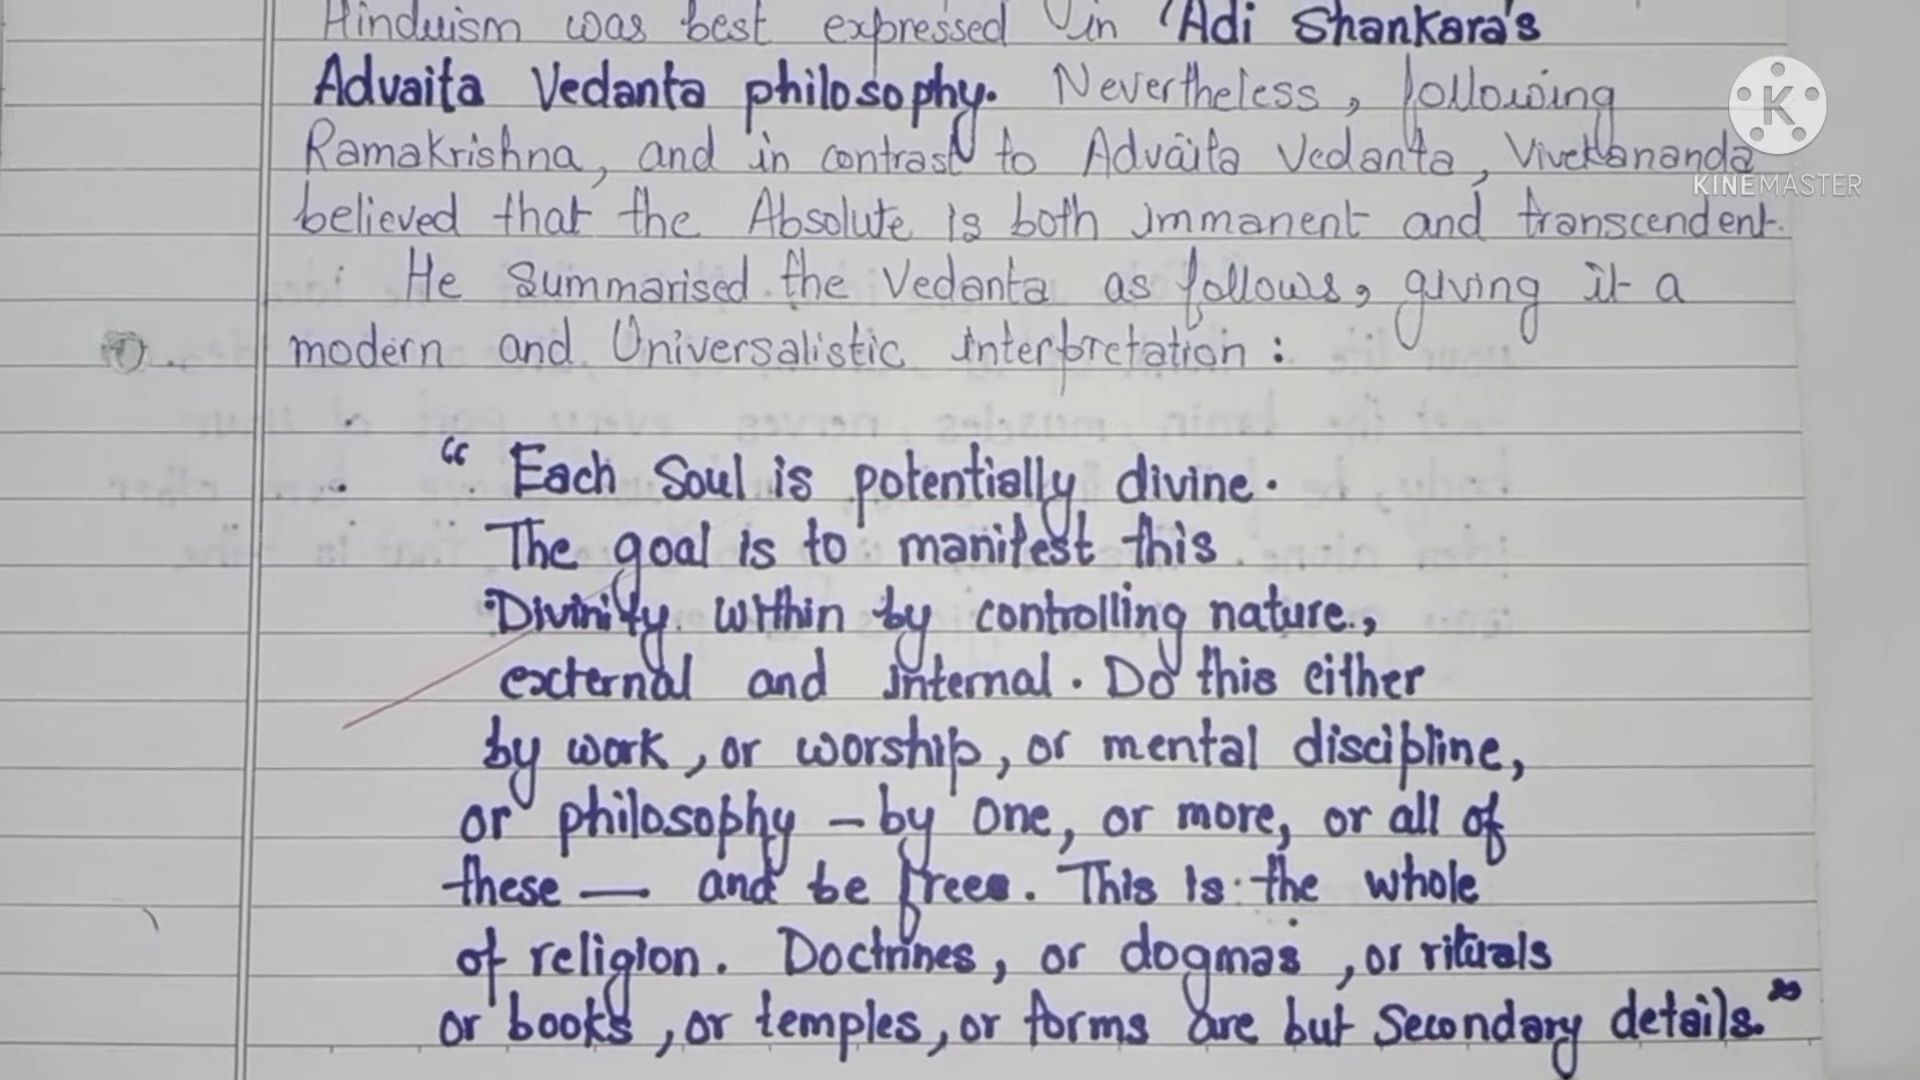 Hinduism was best expressed in 'Adi Shankara's
Advaita Vedanta philosophy. Nevertheless, following
Ramakrishna, and in contrast to Advaita Vedanta, Vivekananda
believed that the Absolute is both immanent and transcendent.
He Summarised the Vedanta as follows, giving it a
modern and Universalistic interpretation :
“ Each Soul is potentially divine.
The goal is to manifest this
Divinity within by controlling nature,
external and internal. Do this either
by work, or worship, or mental discipline,
or philosophy – by one, or more, or all of
these — and be free. This is the whole
of religion. Doctrines, or dogmas, or rituals
or books, or temples, or forms are but Secondary details.”
K
KINEMASTER